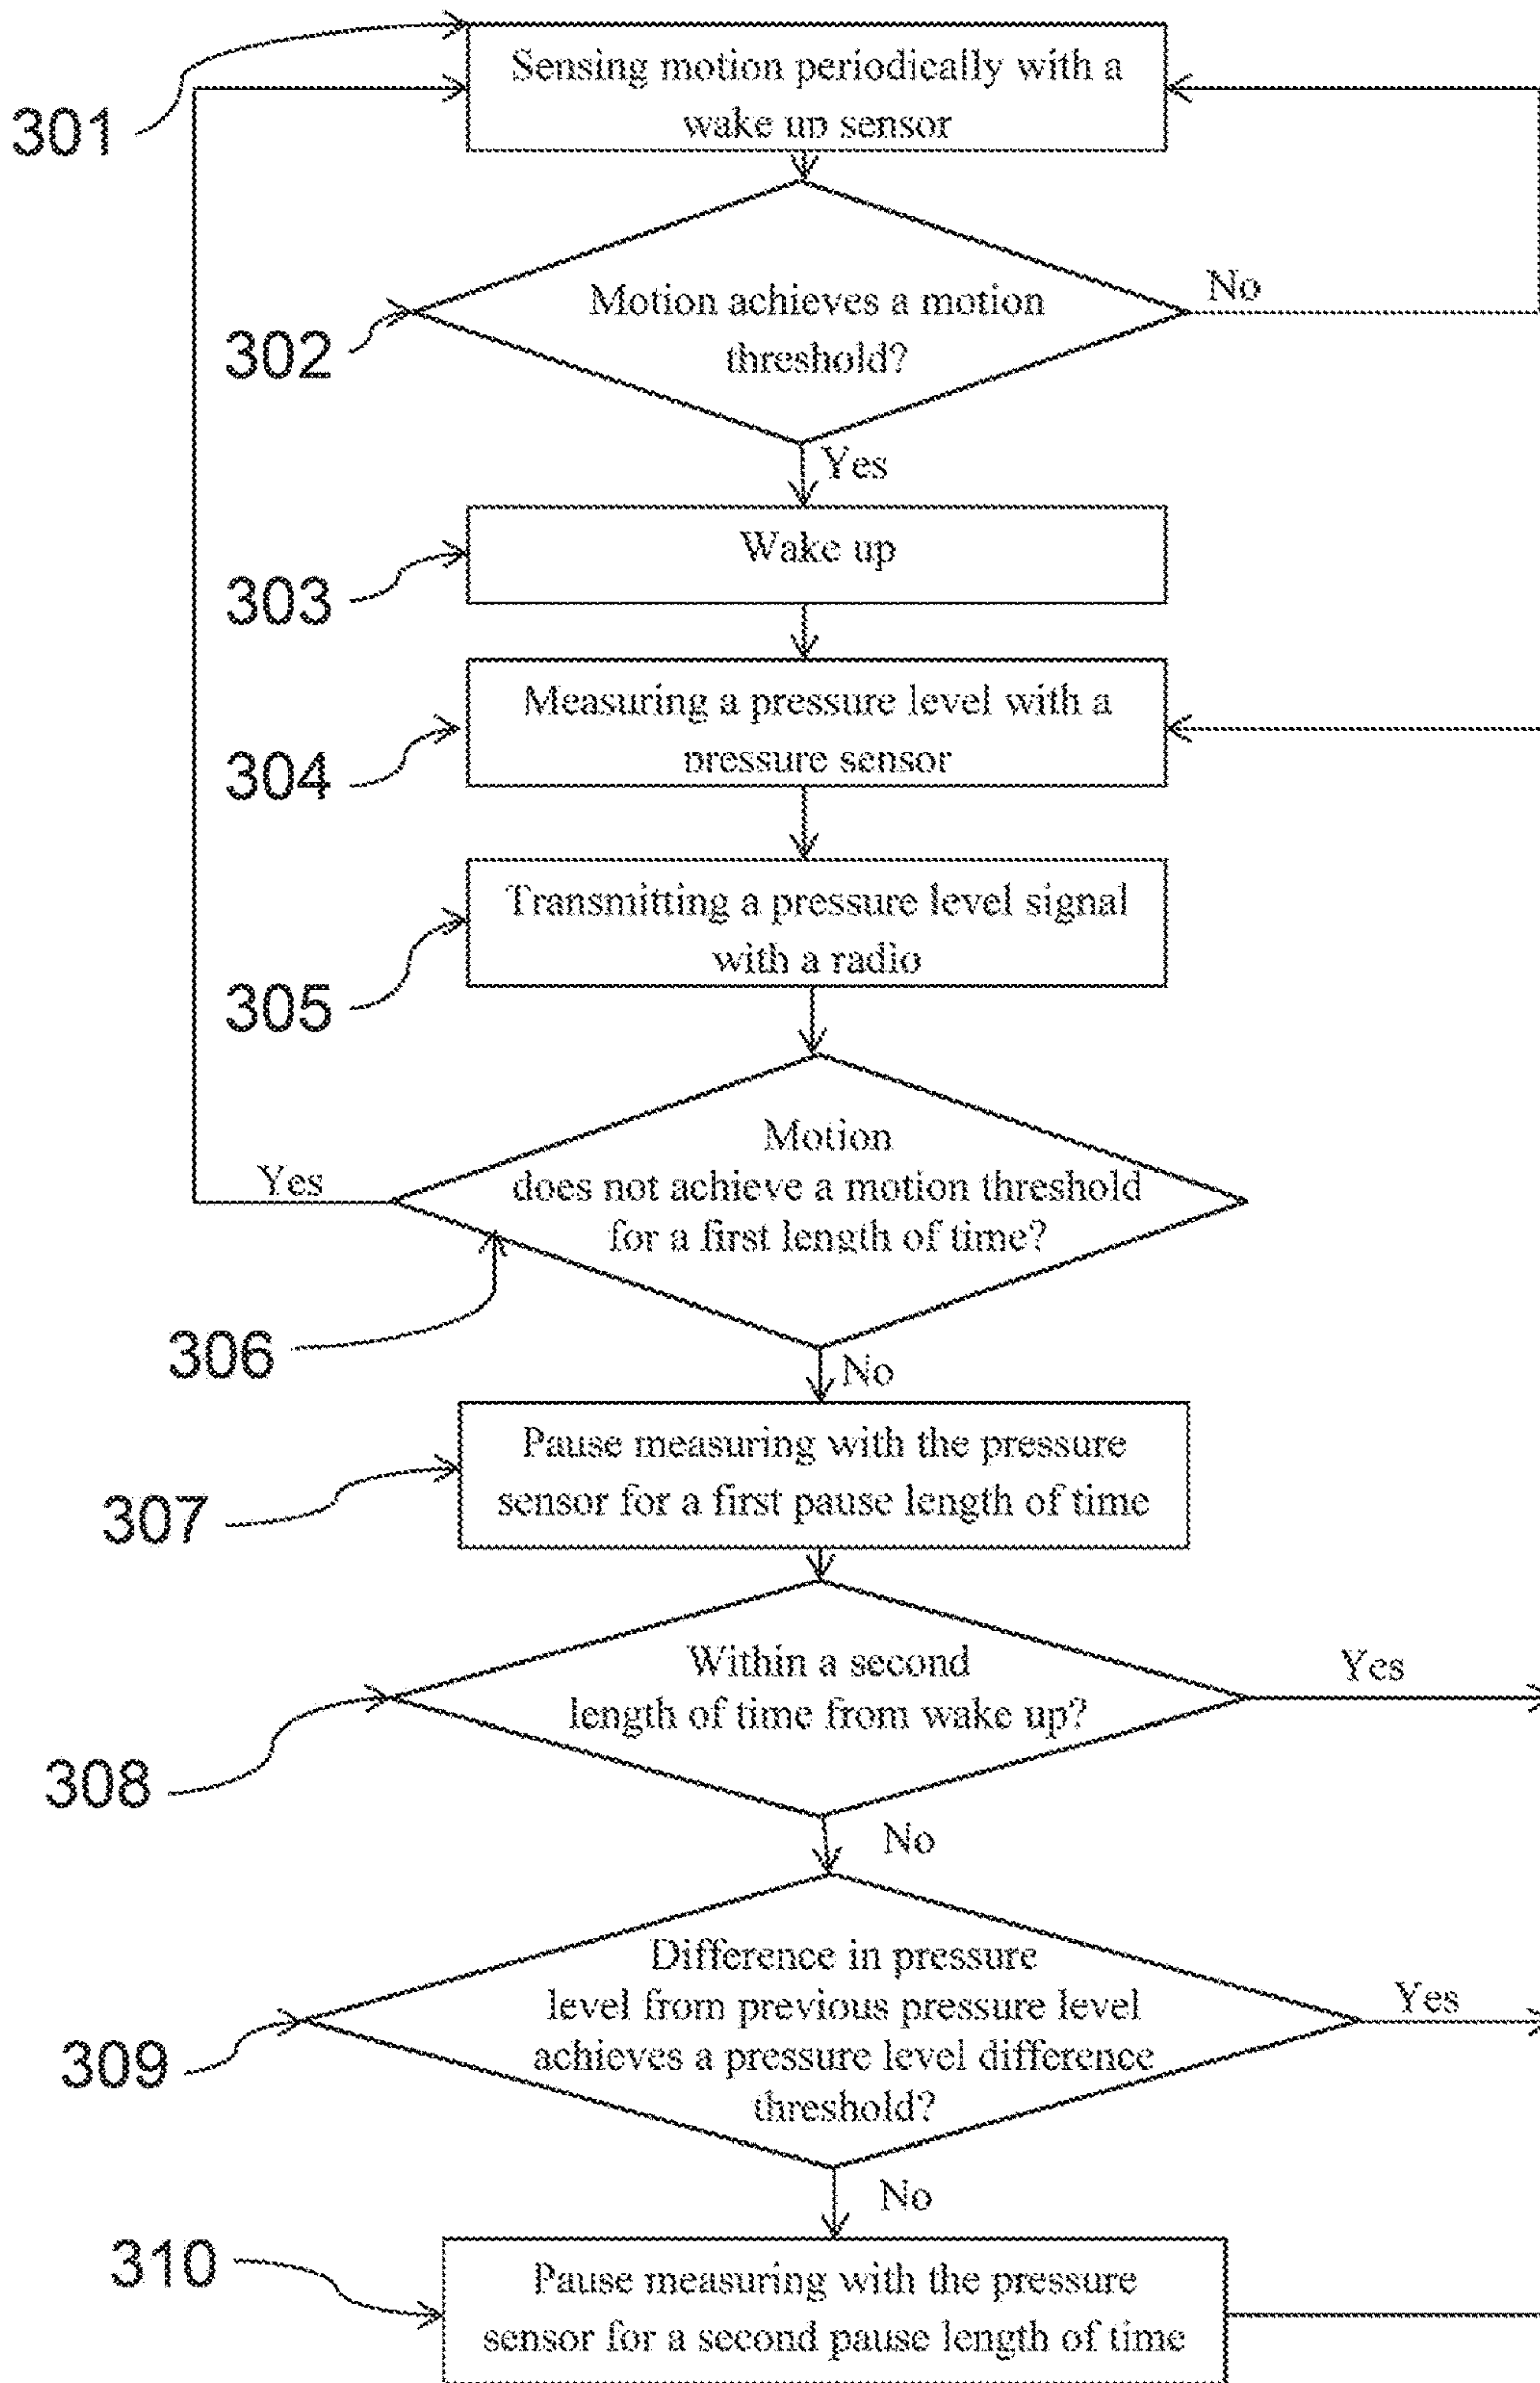 301
Sensing motion periodically with a
wake up sensor
302
Motion achieves a motion
threshold?
No
Yes
303
Wake up
304
Measuring a pressure level with a
pressure sensor
305
Transmitting a pressure level signal
with a radio
Yes
Motion
does not achieve a motion threshold
for a first length of time?
306
No
307
Pause measuring with the pressure
sensor for a first pause length of time
308
Within a second
length of time from wake up?
Yes
No
309
Difference in pressure
level from previous pressure level
achieves a pressure level difference
threshold?
Yes
No
310
Pause measuring with the pressure
sensor for a second pause length of time